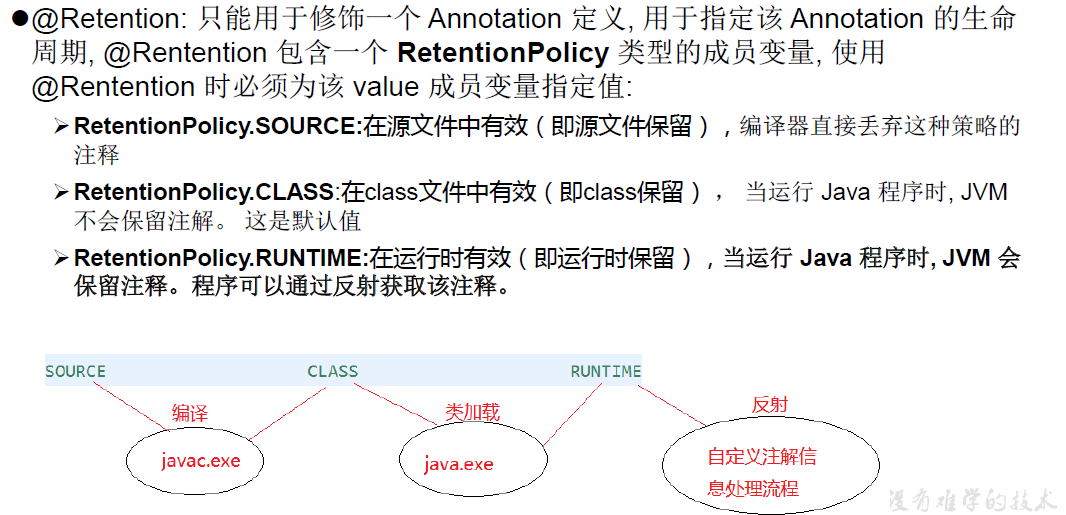 ●@Retention: 只能用于修饰一个 Annotation 定义, 用于指定该 Annotation 的生命
周期, @Rentention 包含一个 RetentionPolicy 类型的成员变量, 使用
@Rentention 时必须为该 value 成员变量指定值:
➢RetentionPolicy.SOURCE:在源文件中有效（即源文件保留），编译器直接丢弃这种策略的
注释
➢RetentionPolicy.CLASS:在class文件中有效（即class保留）， 当运行 Java 程序时, JVM
不会保留注解。 这是默认值
➢RetentionPolicy.RUNTIME:在运行时有效（即运行时保留），当运行 Java 程序时, JVM 会
保留注释。程序可以通过反射获取该注释。
SOURCE CLASS RUNTIME
编译 类加载 反射
javac.exe java.exe 自定义注解信
息处理流程
没有难学的技术